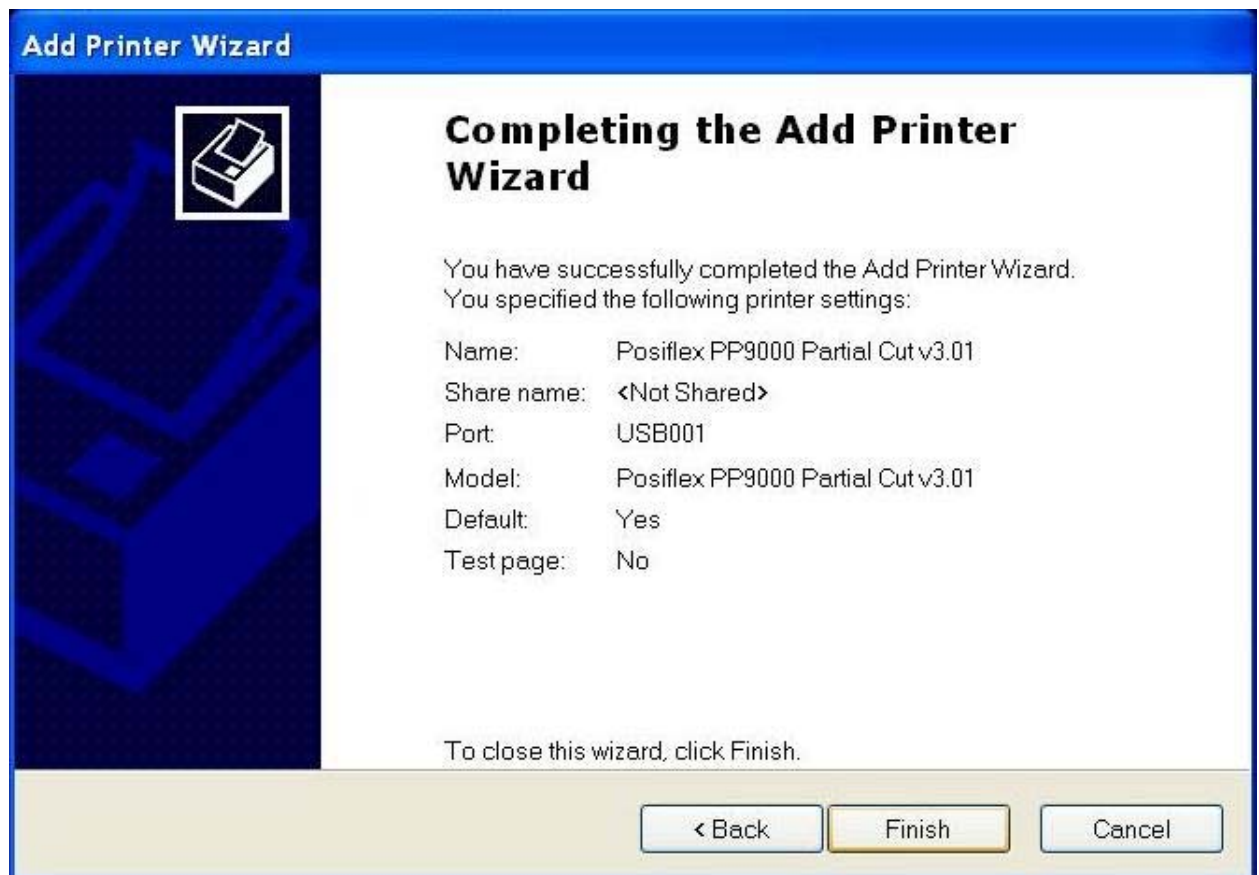 Add Printer Wizard
Completing the Add Printer
Wizard
You have successfully completed the Add Printer Wizard.
You specified the following printer settings:
Name: Posiflex PP9000 Partial Cut v3.01
Share name: <Not Shared>
Port: USB001
Model: Posiflex PP9000 Partial Cut v3.01
Default: Yes
Test page: No
To close this wizard, click Finish.
< Back Finish Cancel